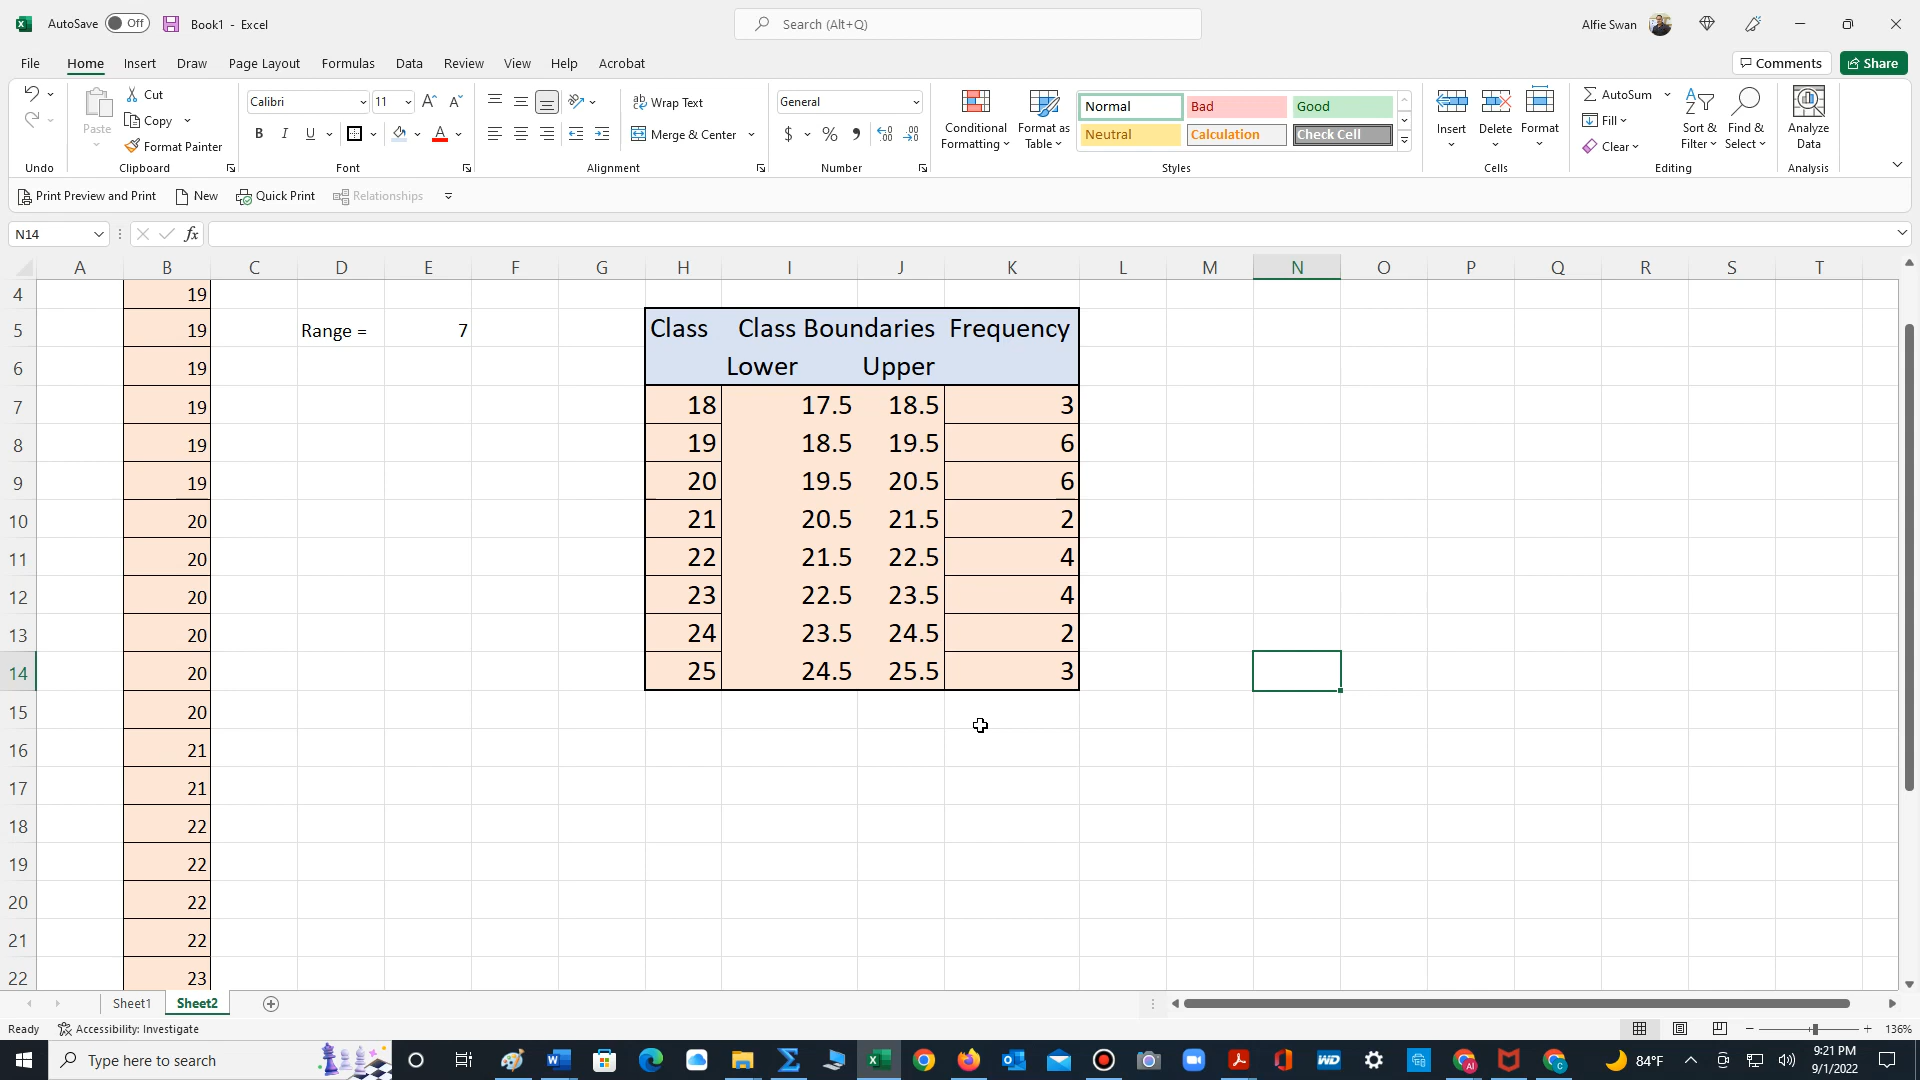 AutoSave Off Book1 - Excel Search (Alt+Q) Alfie Swan
File Home Insert Draw Page Layout Formulas Data Review View Help Acrobat Comments Share
Cut Calibri 11 Wrap Text General Normal Bad Good AutoSum
Paste Copy Conditional Format as Insert Delete Format Fill Sort & Find & Analyze
B I U A Merge & Center $ % Formatting Table Neutral Calculation Check Cell Filter Select Data
Format Painter Clear
Undo Clipboard Font Alignment Number Styles Cells Editing Analysis
Print Preview and Print New Quick Print Relationships
N14 fx
A B C D E F G H I J K L M N O P Q R S T
4 19
5 19 Range = 7 Class Class Boundaries Frequency
6 19 Lower Upper
7 19 18 17.5 18.5 3
8 19 19 18.5 19.5 6
9 19 20 19.5 20.5 6
10 20 21 20.5 21.5 2
11 20 22 21.5 22.5 4
12 20 23 22.5 23.5 4
13 20 24 23.5 24.5 2
14 20 25 24.5 25.5 3
15 20
16 21
17 21
18 22
19 22
20 22
21 22
22 23
Sheet1 Sheet2
Ready Accessibility: Investigate 136%
Type here to search 84°F 9:21 PM
9/1/2022